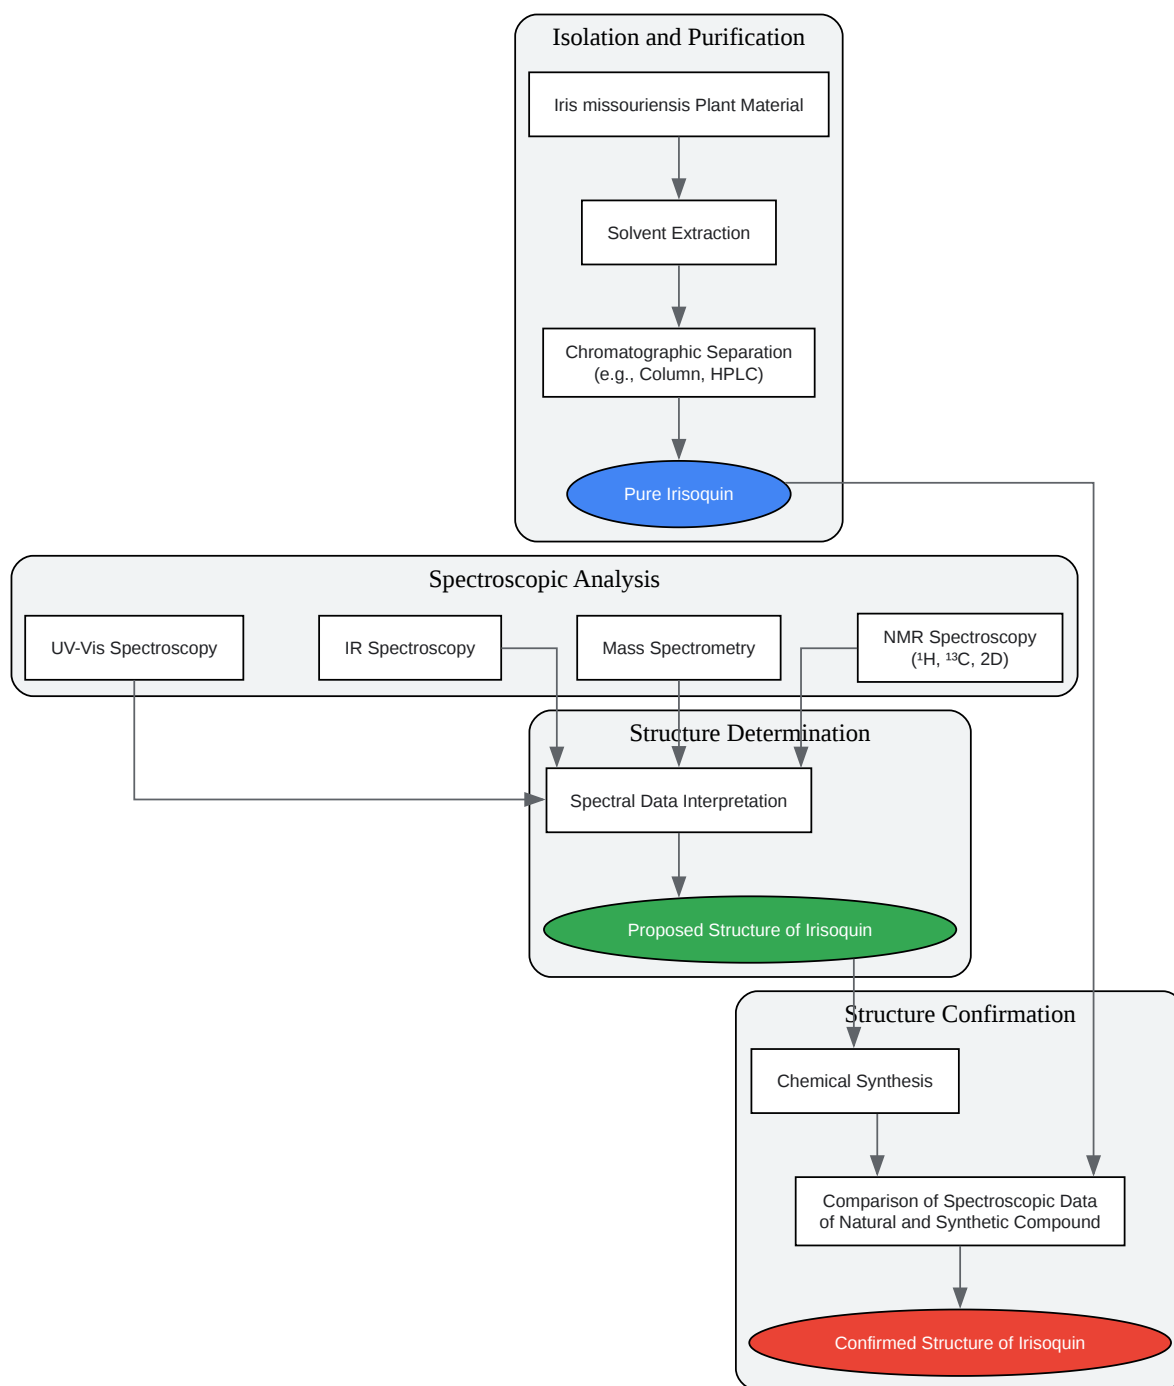 Isolation and Purification
Iris missouriensis Plant Material
Solvent Extraction
Chromatographic Separation
(e.g., Column, HPLC)
Pure Irisoquin
Spectroscopic Analysis
UV-Vis Spectroscopy
IR Spectroscopy
Mass Spectrometry
NMR Spectroscopy
(¹H, ¹³C, 2D)
Structure Determination
Spectral Data Interpretation
Proposed Structure of Irisoquin
Structure Confirmation
Chemical Synthesis
Comparison of Spectroscopic Data
of Natural and Synthetic Compound
Confirmed Structure of Irisoquin